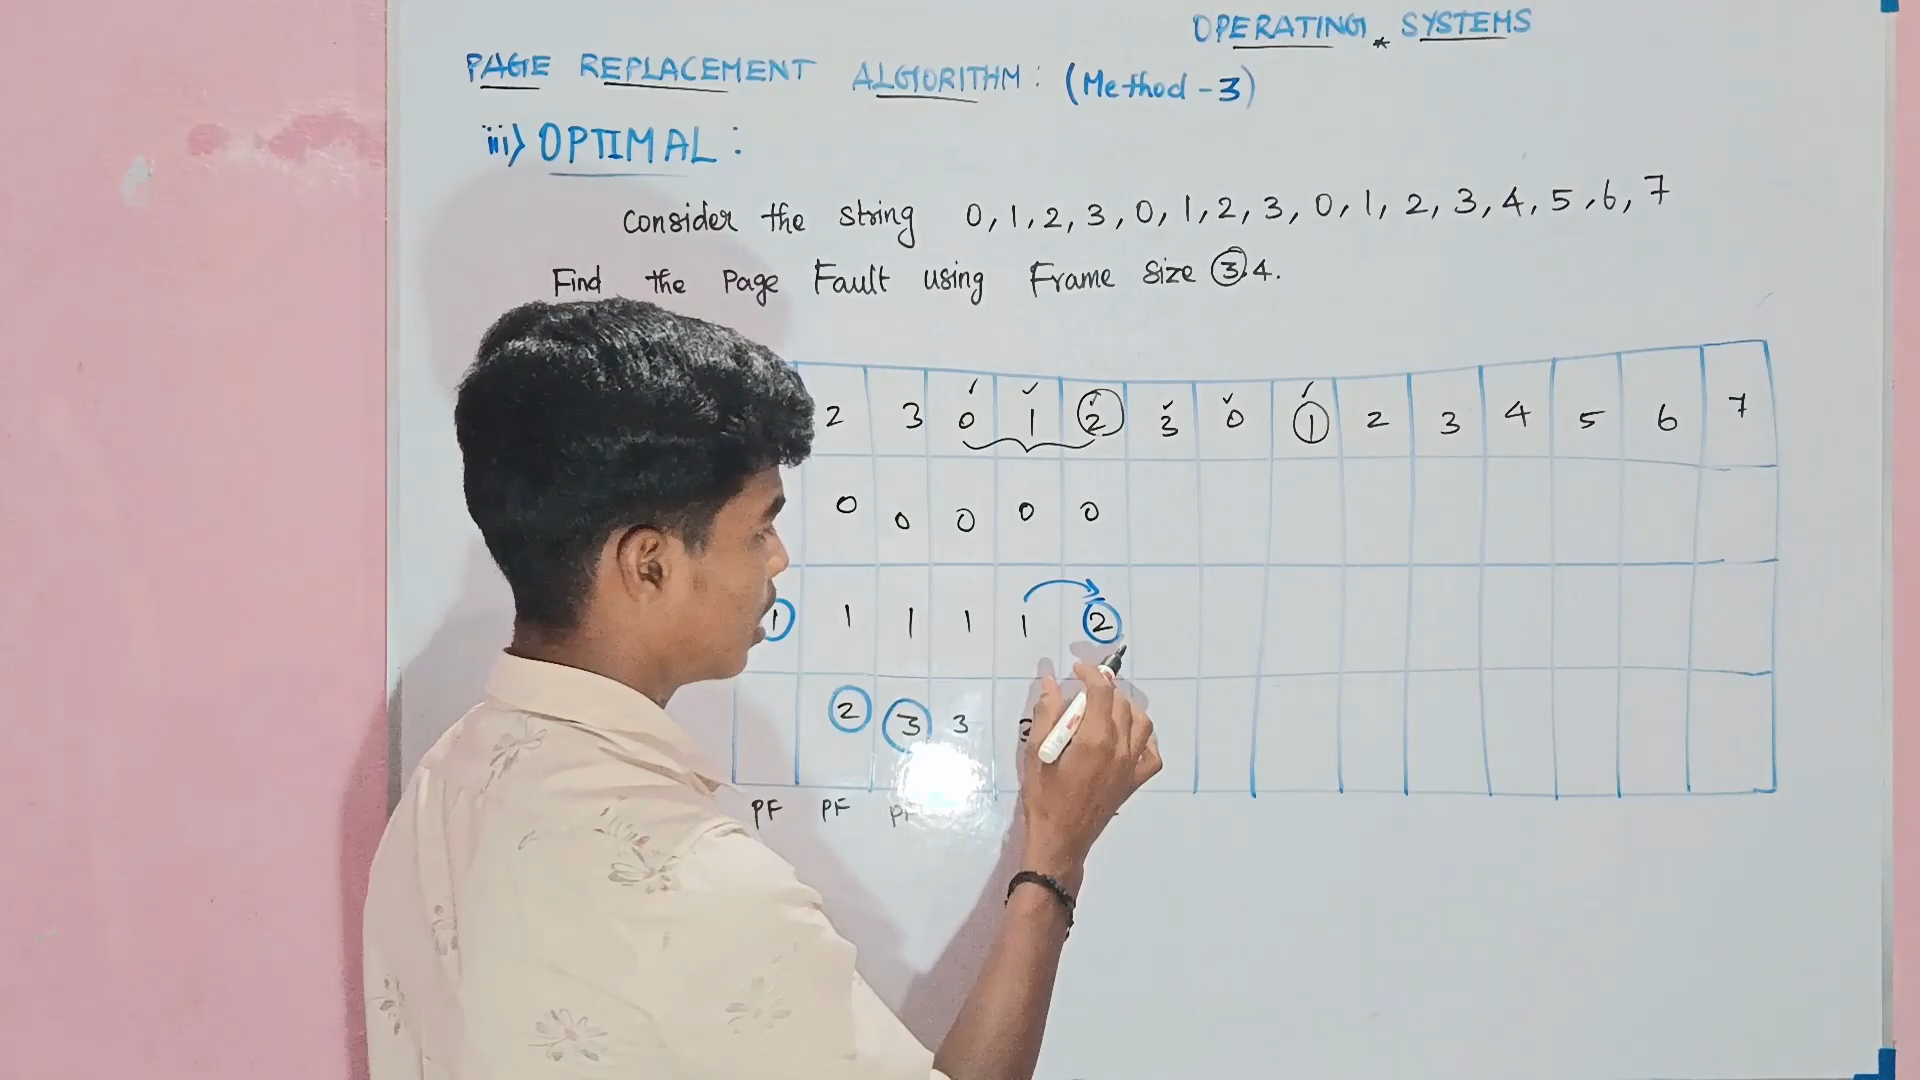 OPERATING SYSTEMS
PAGE REPLACEMENT ALGORITHM: (Method-3)
iii) OPTIMAL:
Consider the string 0, 1, 2, 3, 0, 1, 2, 3, 0, 1, 2, 3, 4, 5, 6, 7
Find the Page Fault using Frame Size 3 4.
2 3 0 1 2 3 0 1 2 3 4 5 6 7
0 0 0 0 0
1 1 1 1 1 2
2 3 3
PF PF